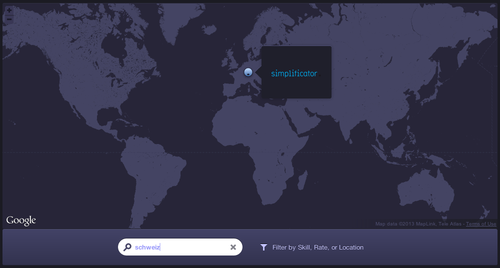 simplificator
Google
Map data ©2013 MapLink, Tele Atlas - Terms of Use
schweiz
Filter by Skill, Rate, or Location